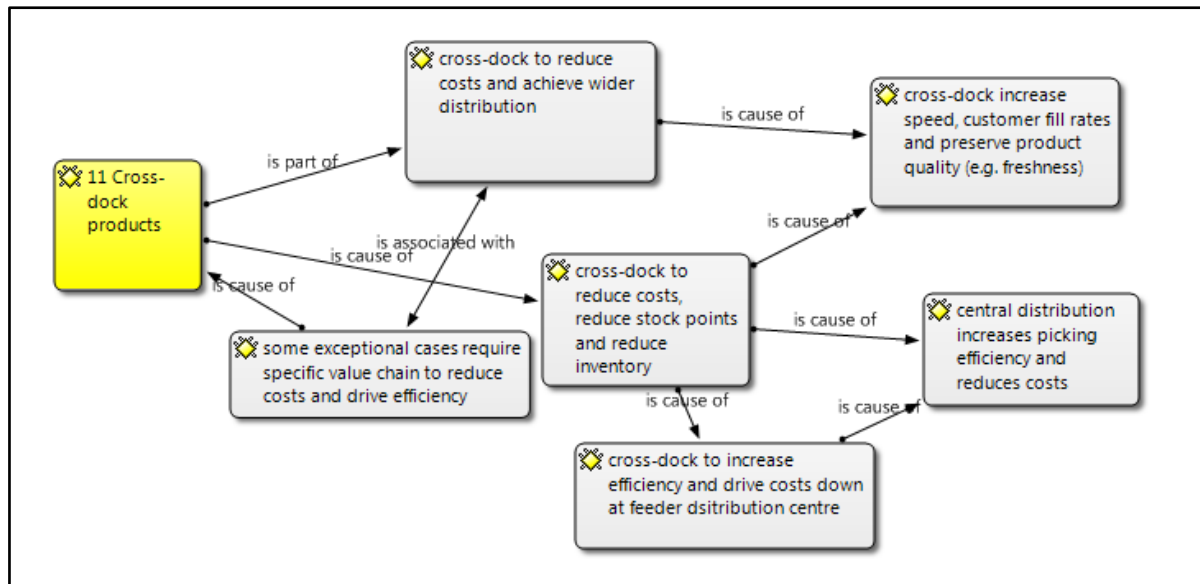 cross-dock to reduce
costs and achieve wider
distribution
cross-dock increase
speed, customer fill rates
and preserve product
quality (e.g. freshness)
is cause of
is part of
11 Cross-
dock
products
is associated with
is cause of
is cause of
is cause of
cross-dock to
reduce costs,
reduce stock points
and reduce
inventory
central distribution
increases picking
efficiency and
reduces costs
is cause of
some exceptional cases require
specific value chain to reduce
costs and drive efficiency
is cause of
is cause of
cross-dock to increase
efficiency and drive costs down
at feeder dsitribution centre